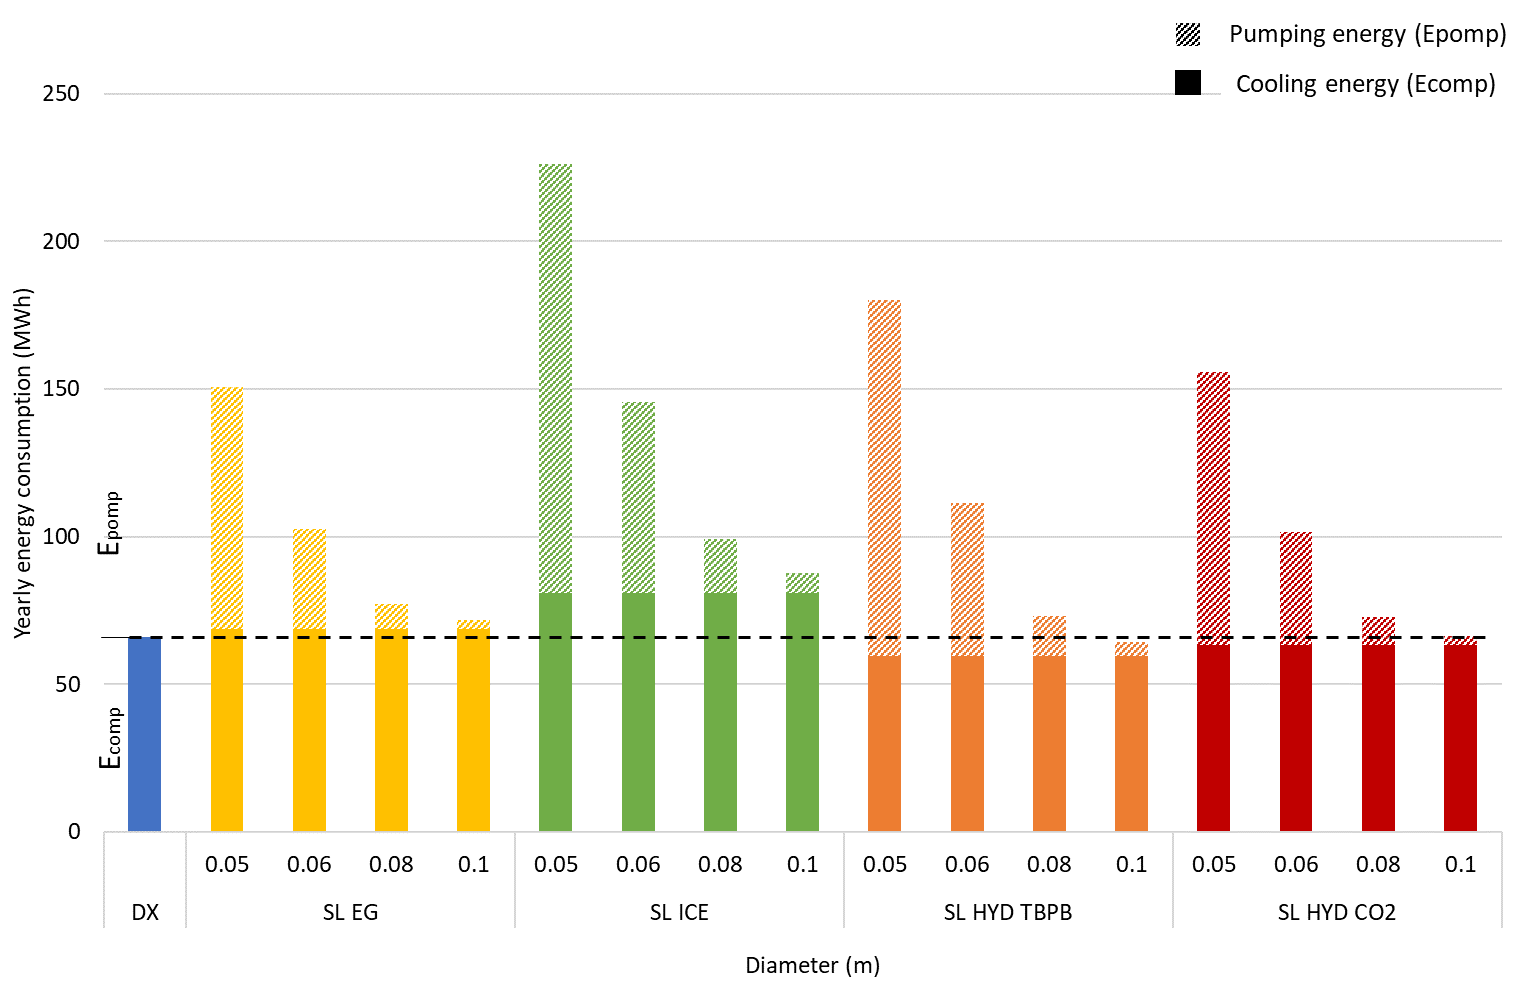 Pumping energy (Epomp)
Cooling energy (Ecomp)
Yearly energy consumption (MWh)
250
200
150
100
50
0
Epomp
Ecomp
0.05 0.06 0.08 0.1 0.05 0.06 0.08 0.1 0.05 0.06 0.08 0.1 0.05 0.06 0.08 0.1
DX SL EG SL ICE SL HYD TBPB SL HYD CO2
Diameter (m)